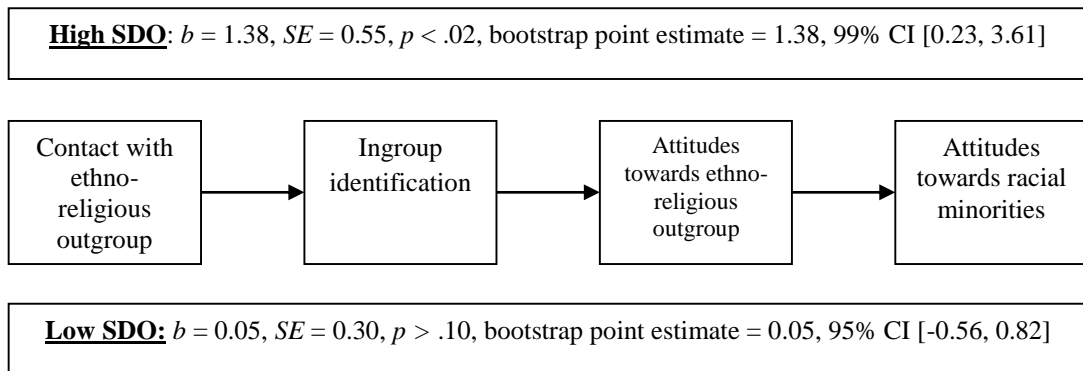 High SDO: b = 1.38, SE = 0.55, p < .02, bootstrap point estimate = 1.38, 99% CI [0.23, 3.61]
Contact with
ethno-
religious
outgroup
Ingroup
identification
Attitudes
towards ethno-
religious
outgroup
Attitudes
towards racial
minorities
Low SDO: b = 0.05, SE = 0.30, p > .10, bootstrap point estimate = 0.05, 95% CI [-0.56, 0.82]